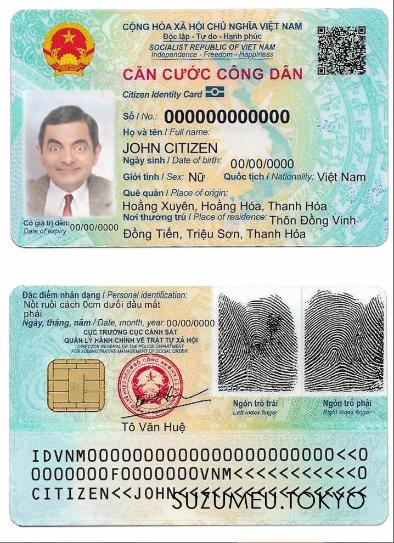 CỘNG HÒA XÃ HỘI CHỦ NGHĨA VIỆT NAM
Độc lập - Tự do - Hạnh phúc
SOCIALIST REPUBLIC OF VIET NAM
Independence - Freedom - Happiness
CĂN CƯỚC CÔNG DÂN
Citizen Identity Card
Số / No.: 000000000000
Họ và tên / Full name:
JOHN CITIZEN
Ngày sinh / Date of birth: 00/00/0000
Giới tính / Sex: Nữ Quốc tịch / Nationality: Việt Nam
Quê quán / Place of origin:
Hoằng Xuyên, Hoằng Hóa, Thanh Hóa
Nơi thường trú / Place of residence: Thôn Đồng Vinh
Đồng Tiến, Triệu Sơn, Thanh Hóa
Có giá trị đến: 00/00/0000
Date of expiry
Đặc điểm nhân dạng / Personal identification:
Nốt ruồi cách 0cm dưới đầu mắt
phải
Ngày, tháng, năm / Date, month, year: 00/00/0000
CỤC TRƯỞNG CỤC CẢNH SÁT
QUẢN LÝ HÀNH CHÍNH VỀ TRẬT TỰ XÃ HỘI
DIRECTOR GENERAL OF THE POLICE DEPARTMENT
FOR ADMINISTRATIVE MANAGEMENT OF SOCIAL ORDER
Tô Văn Huệ
Ngón trỏ trái
Left index finger
Ngón trỏ phải
Right index finger
IDVNM00000000000000000000000<<0
0000000F0000000VNM<<<<<<<<<<<0
CITIZEN<<JOHN<<<<<<<<<<<<<<<<<
SUZUMEU.TOKYO